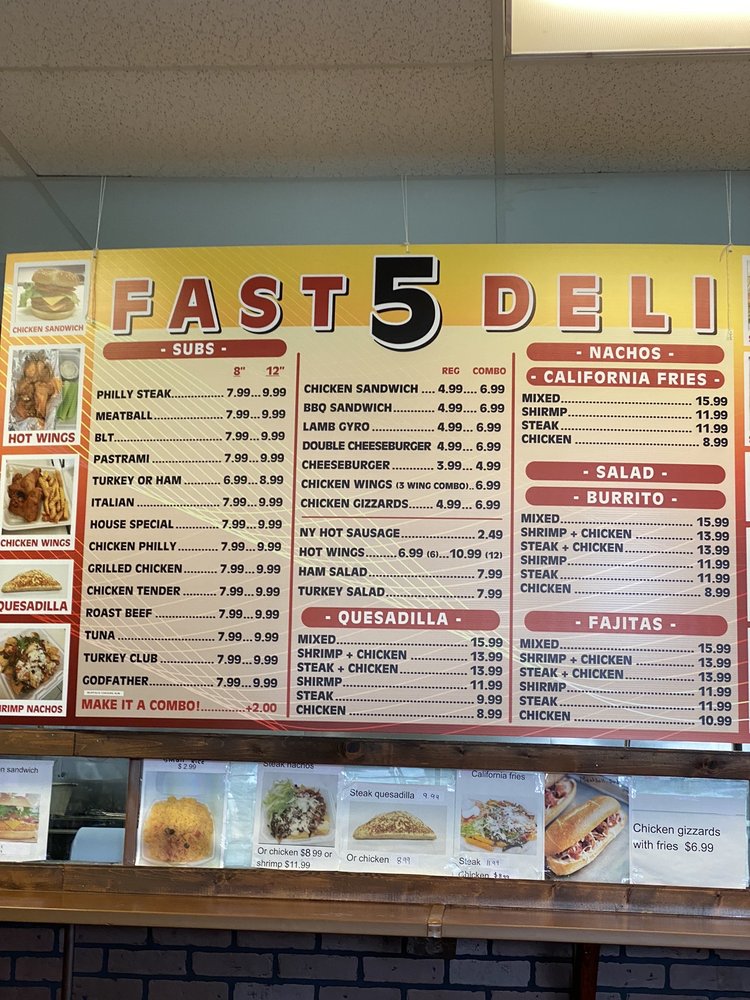 FAST 5 DELI
CHICKEN SANDWICH
HOT WINGS
CHICKEN WINGS
QUESADILLA
RIMP NACHOS
- SUBS -
8" 12"
PHILLY STEAK............. 7.99...9.99
MEATBALL................. 7.99...9.99
BLT........................... 7.99...9.99
PASTRAMI.................. 7.99...9.99
TURKEY OR HAM.......... 6.99...8.99
ITALIAN..................... 7.99...9.99
HOUSE SPECIAL........... 7.99...9.99
CHICKEN PHILLY........... 7.99...9.99
GRILLED CHICKEN......... 7.99...9.99
CHICKEN TENDER......... 7.99...9.99
ROAST BEEF............... 7.99...9.99
TUNA........................ 7.99...9.99
TURKEY CLUB.............. 7.99...9.99
GODFATHER................ 7.99...9.99
MAKE IT A COMBO!..........+2.00
REG COMBO
CHICKEN SANDWICH .... 4.99.... 6.99
BBQ SANDWICH.......... 4.99... 6.99
LAMB GYRO ................ 4.99... 6.99
DOUBLE CHEESEBURGER 4.99... 6.99
CHEESEBURGER........... 3.99... 4.99
CHICKEN WINGS (3 WING COMBO).. 6.99
CHICKEN GIZZARDS....... 4.99... 6.99
NY HOT SAUSAGE................... 2.49
HOT WINGS.......6.99 (6)...10.99 (12)
HAM SALAD............................ 7.99
TURKEY SALAD....................... 7.99
- QUESADILLA -
MIXED.................................15.99
SHRIMP + CHICKEN ................13.99
STEAK + CHICKEN..................13.99
SHIRMP................................11.99
STEAK ..................................9.99
CHICKEN ...............................8.99
- NACHOS -
- CALIFORNIA FRIES -
MIXED.................................15.99
SHIRMP................................11.99
STEAK .................................11.99
CHICKEN ...............................8.99
- SALAD -
- BURRITO -
MIXED.................................15.99
SHRIMP + CHICKEN ................13.99
STEAK + CHICKEN..................13.99
SHIRMP................................11.99
STEAK..................................11.99
CHICKEN ...............................8.99
- FAJITAS -
MIXED.................................15.99
SHRIMP + CHICKEN ................13.99
STEAK + CHICKEN..................13.99
SHIRMP................................11.99
STEAK..................................11.99
CHICKEN ..............................10.99
en sandwich
$2.99
Steak nachos
Or chicken $8.99 or
shrimp $11.99
Steak quesadilla 9.99
Or chicken 8.99
California fries
Steak 11.99
Chicken $8.99
Chicken gizzards
with fries $6.99